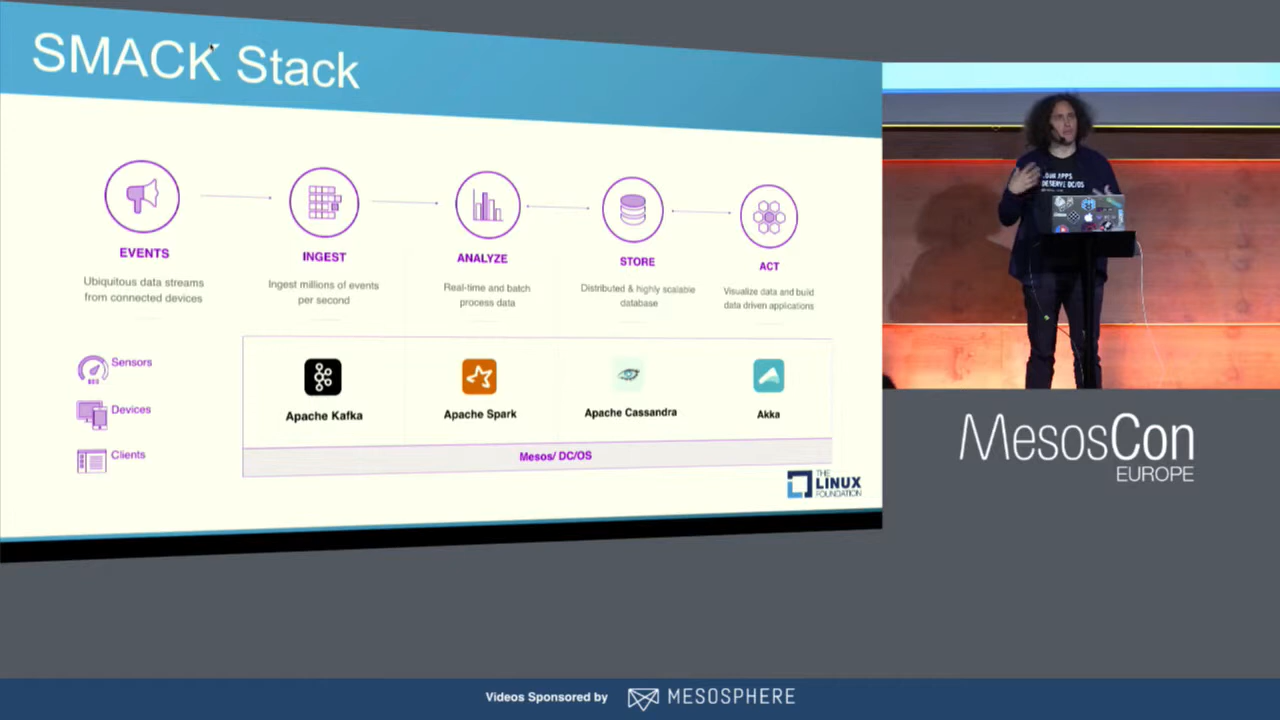 SMACK Stack
EVENTS
Ubiquitous data streams
from connected devices
INGEST
Ingest millions of events
per second
ANALYZE
Real-time and batch
process data
STORE
Distributed & highly scalable
database
ACT
Visualize data and build
data driven applications
Sensors
Devices
Clients
Apache Kafka
Apache Spark
Apache Cassandra
Akka
Mesos/ DC/OS
THE
LINUX
FOUNDATION
DESERVE DC/OS
MesosCon
EUROPE
Videos Sponsored by
MESOSPHERE